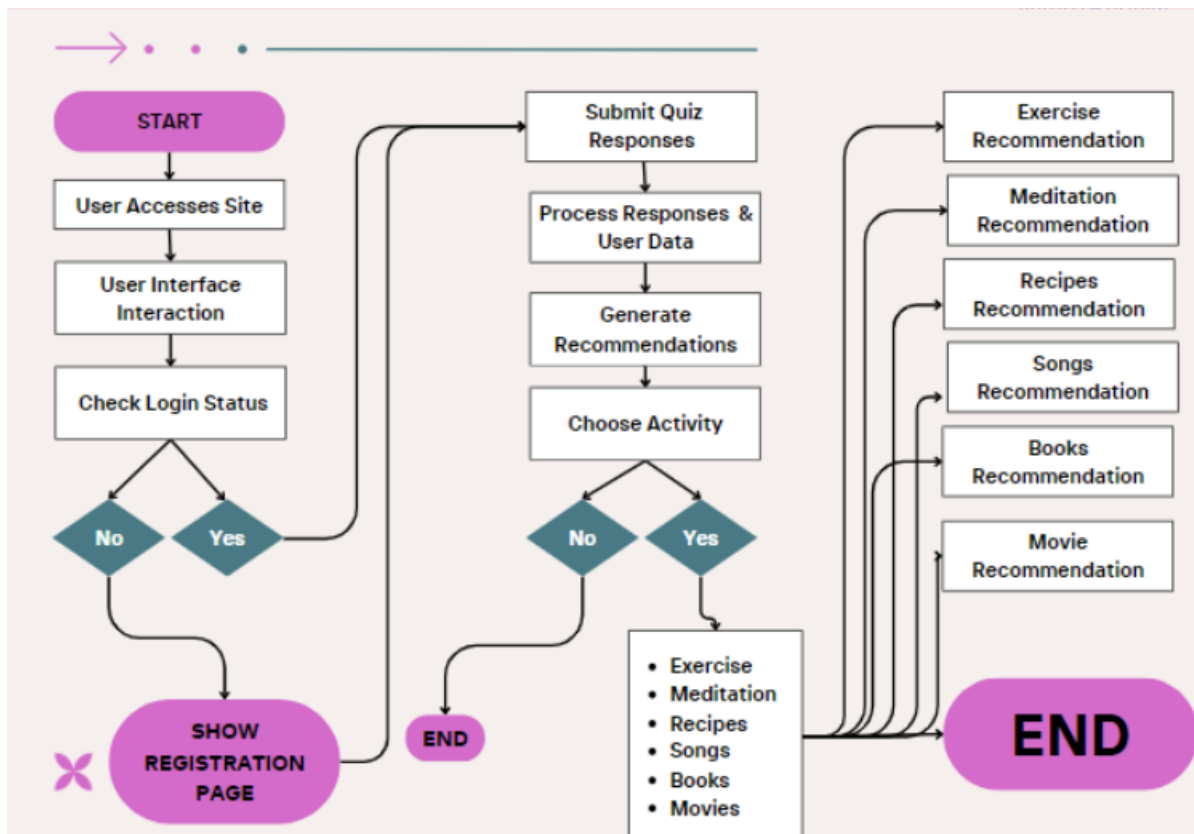 START
User Accesses Site
User Interface
Interaction
Check Login Status
No
Yes
SHOW
REGISTRATION
PAGE
Submit Quiz
Responses
Process Responses &
User Data
Generate
Recommendations
Choose Activity
No
Yes
END
• Exercise
• Meditation
• Recipes
• Songs
• Books
• Movies
Exercise
Recommendation
Meditation
Recommendation
Recipes
Recommendation
Songs
Recommendation
Books
Recommendation
Movie
Recommendation
END